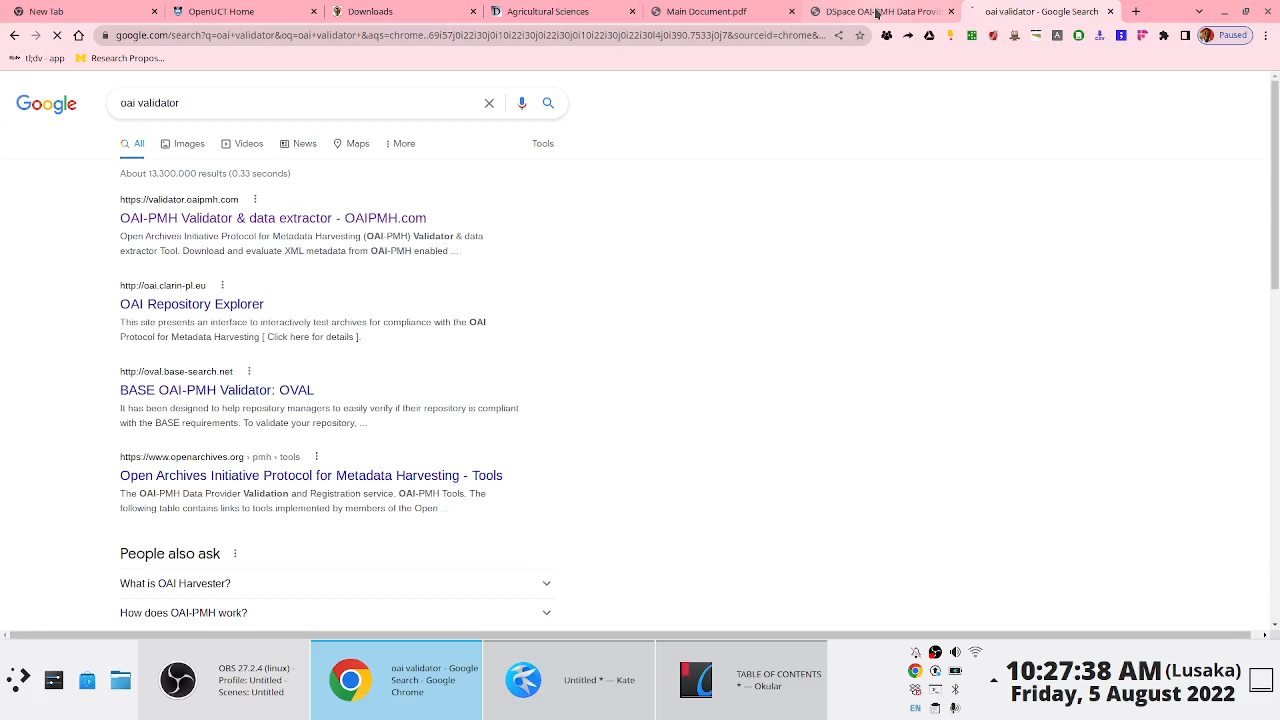 New Tab
OpenUCT Home
Downloads
Agricultural Sciences
Main Document.pdf
DSpace OAI-PMH Data Provi
oai validator - Google Search
google.com/search?q=oai+validator&oq=oai+validator+&aqs=chrome..69i57j0i22i30j0i10i22i30j0i22i30l4j0i390.7533j0j7&sourceid=chrome&...
Paused
tl;dv - app
Research Propos...
Google
oai validator
All
Images
Videos
News
Maps
More
Tools
About 13,300,000 results (0.33 seconds)
https://validator.oaipmh.com
OAI-PMH Validator & data extractor - OAIPMH.com
Open Archives Initiative Protocol for Metadata Harvesting (OAI-PMH) Validator & data
extractor Tool. Download and evaluate XML metadata from OAI-PMH enabled ...
http://oai.clarin-pl.eu
OAI Repository Explorer
This site presents an interface to interactively test archives for compliance with the OAI
Protocol for Metadata Harvesting [ Click here for details ].
http://oval.base-search.net
BASE OAI-PMH Validator: OVAL
It has been designed to help repository managers to easily verify if their repository is compliant
with the BASE requirements. To validate your repository, ...
https://www.openarchives.org › pmh › tools
Open Archives Initiative Protocol for Metadata Harvesting - Tools
The OAI-PMH Data Provider Validation and Registration service. OAI-PMH Tools. The
following table contains links to tools implemented by members of the Open ...
People also ask
What is OAI Harvester?
How does OAI-PMH work?
OBS 27.2.4 (linux) -
Profile: Untitled -
Scenes: Untitled
oai validator - Google
Search - Google
Chrome
Untitled * — Kate
TABLE OF CONTENTS
* — Okular
EN
10:27:38 AM (Lusaka)
Friday, 5 August 2022